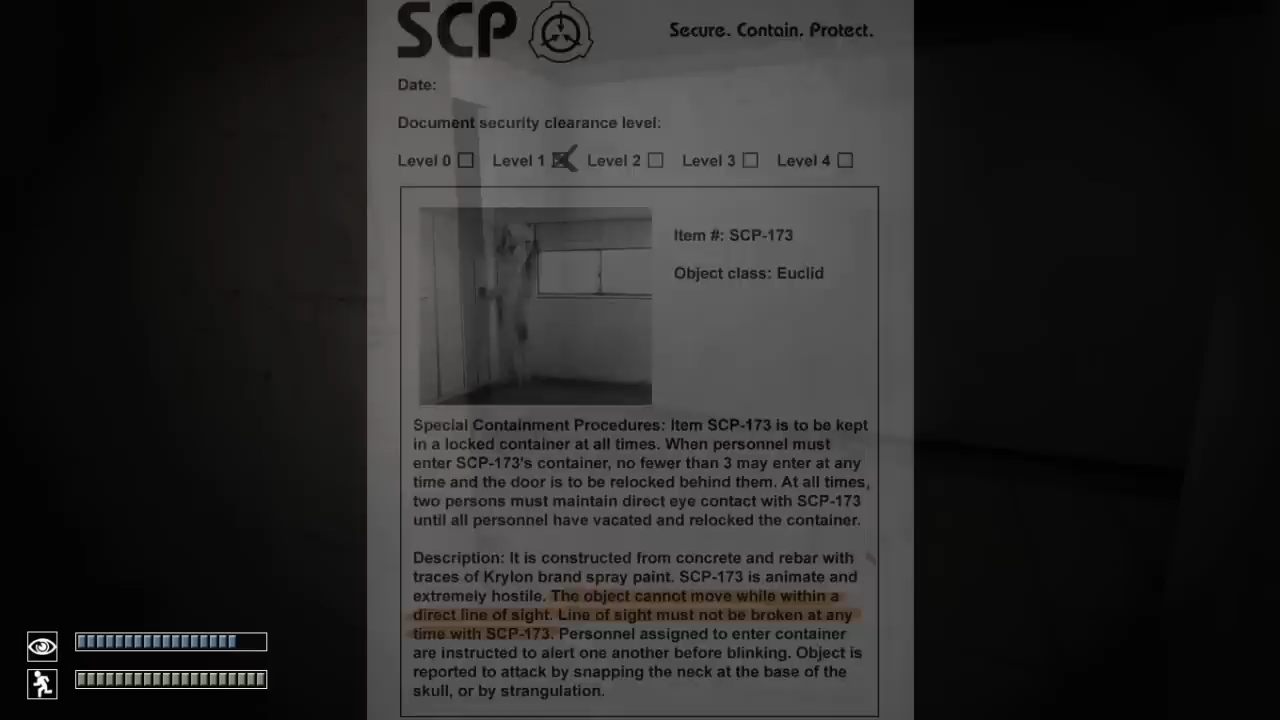 SCP Secure. Contain. Protect.
Date:
Document security clearance level:
Level 0 Level 1 Level 2 Level 3 Level 4
Item #: SCP-173
Object class: Euclid
Special Containment Procedures: Item SCP-173 is to be kept
in a locked container at all times. When personnel must
enter SCP-173's container, no fewer than 3 may enter at any
time and the door is to be relocked behind them. At all times,
two persons must maintain direct eye contact with SCP-173
until all personnel have vacated and relocked the container.
Description: It is constructed from concrete and rebar with
traces of Krylon brand spray paint. SCP-173 is animate and
extremely hostile. The object cannot move while within a
direct line of sight. Line of sight must not be broken at any
time with SCP-173. Personnel assigned to enter container
are instructed to alert one another before blinking. Object is
reported to attack by snapping the neck at the base of the
skull, or by strangulation.